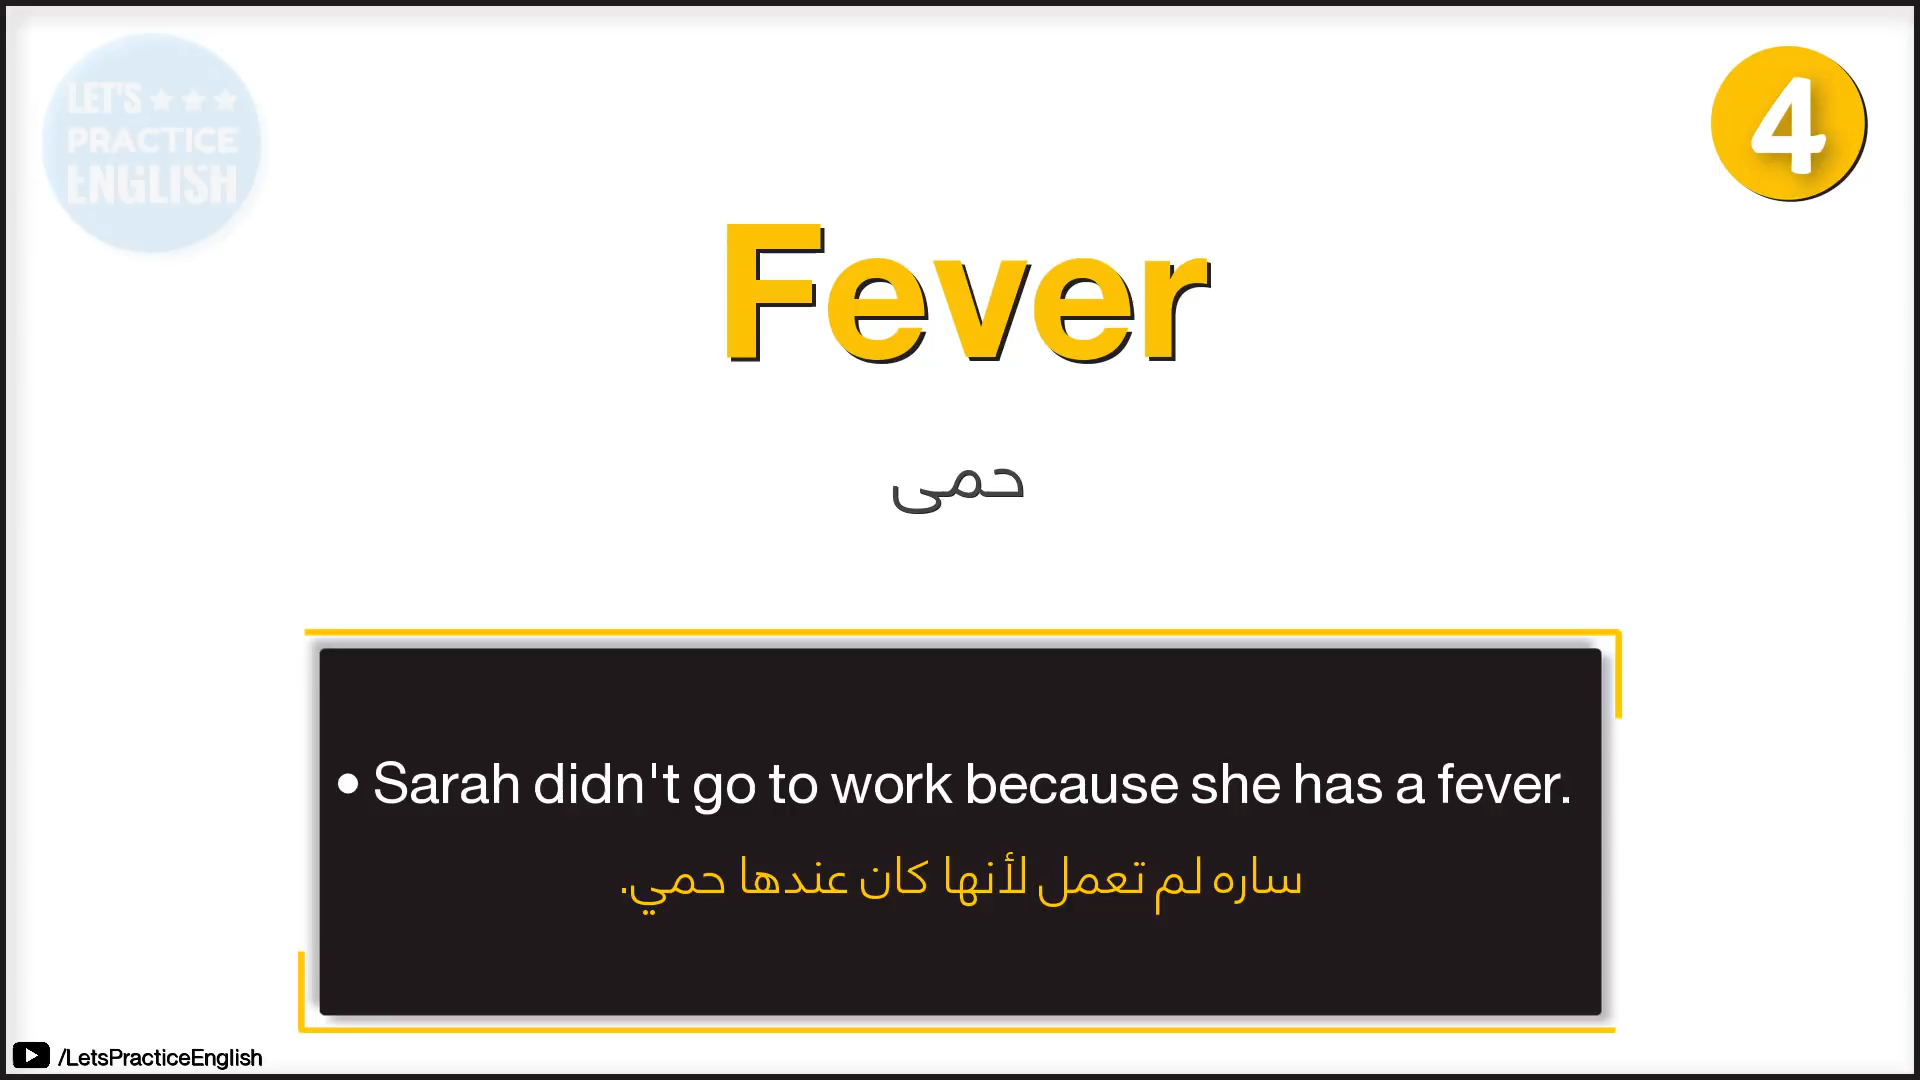 LET'S
PRACTICE
ENGLISH
4
Fever
حمى
• Sarah didn't go to work because she has a fever.
ساره لم تعمل لأنها كان عندها حمي.
/LetsPracticeEnglish